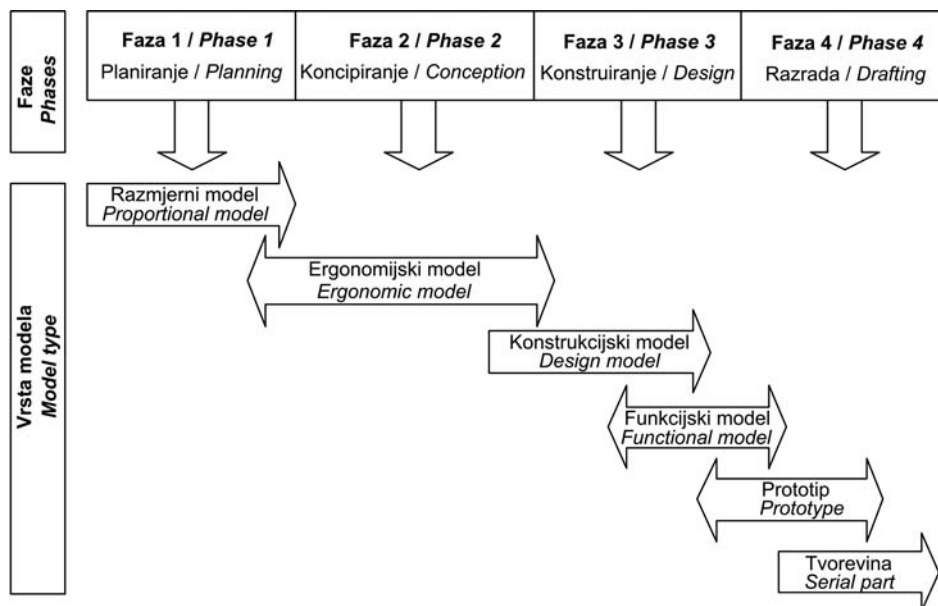 Faze
Phases
Faza 1 / Phase 1
Planiranje / Planning
Faza 2 / Phase 2
Koncipiranje / Conception
Faza 3 / Phase 3
Konstruiranje / Design
Faza 4 / Phase 4
Razrada / Drafting
Vrsta modela
Model type
Razmjerni model
Proportional model
Ergonomijski model
Ergonomic model
Konstrukcijski model
Design model
Funkcijski model
Functional model
Prototip
Prototype
Tvorevina
Serial part